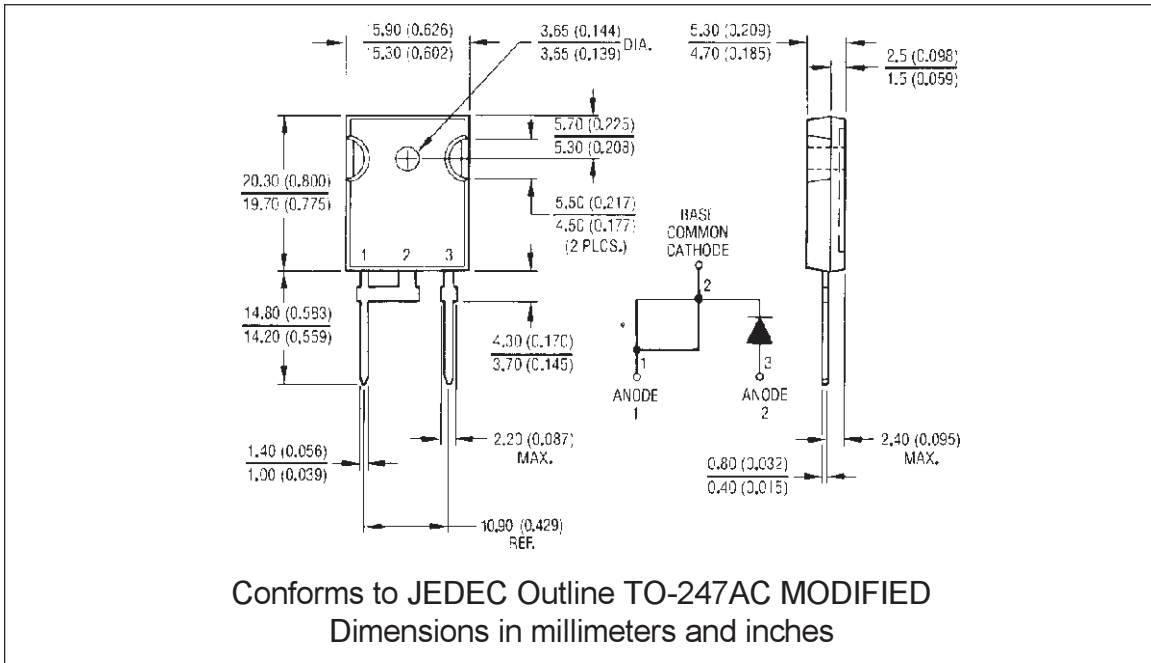 15.90 (0.626)
15.30 (0.602)
3.65 (0.144)
3.55 (0.139)
DIA.
5.30 (0.209)
4.70 (0.185)
2.5 (0.098)
1.5 (0.059)
5.70 (0.225)
5.30 (0.208)
20.30 (0.800)
19.70 (0.775)
5.50 (0.217)
4.50 (0.177)
(2 PLCS.)
1 2 3
BASE
COMMON
CATHODE
2
14.80 (0.583)
14.20 (0.559)
4.30 (0.170)
3.70 (0.145)
1
3
ANODE
1
ANODE
2
1.40 (0.056)
1.00 (0.039)
2.20 (0.087)
MAX.
2.40 (0.095)
MAX.
0.80 (0.032)
0.40 (0.015)
10.90 (0.429)
REF.
Conforms to JEDEC Outline TO-247AC MODIFIED
Dimensions in millimeters and inches